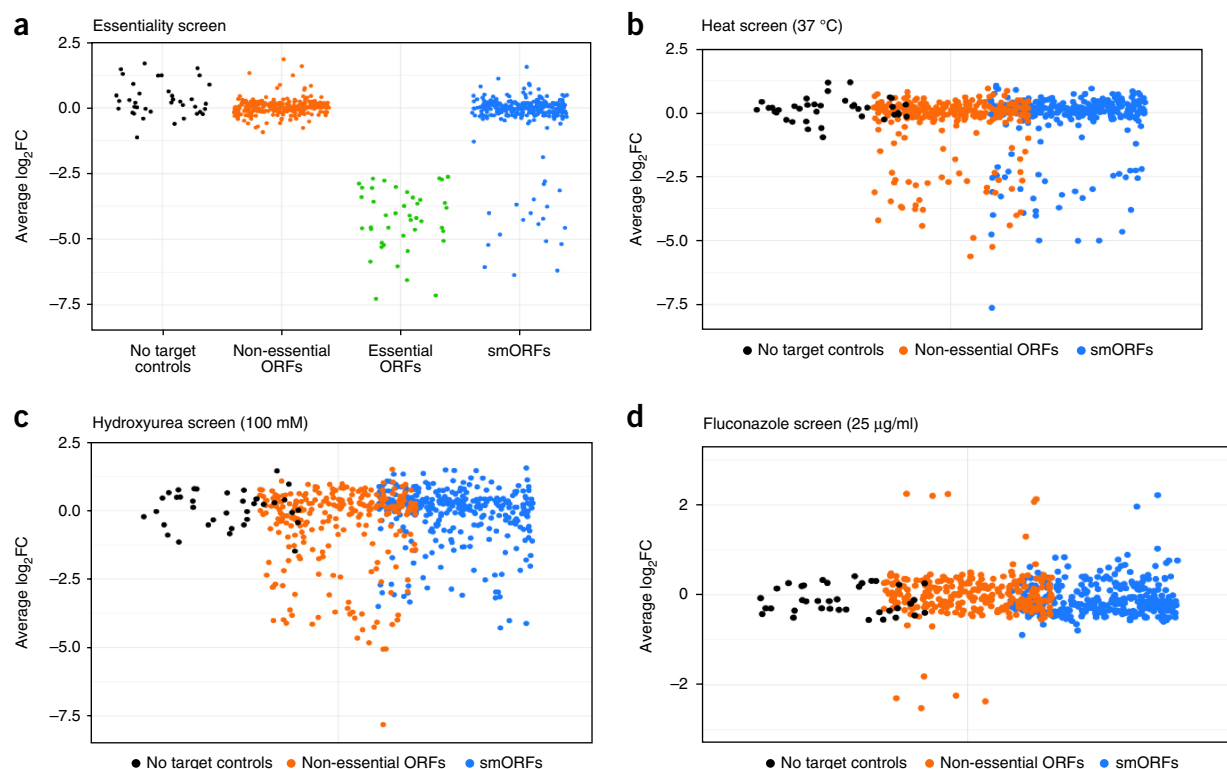 a
Essentiality screen
Average log2FC
2.5
0.0
−2.5
−5.0
−7.5
No target
controls
Non-essential
ORFs
Essential
ORFs
smORFs
b
Heat screen (37 °C)
Average log2FC
2.5
0.0
−2.5
−5.0
−7.5
No target controls Non-essential ORFs smORFs
c
Hydroxyurea screen (100 mM)
Average log2FC
2.5
0.0
−2.5
−5.0
−7.5
No target controls Non-essential ORFs smORFs
d
Fluconazole screen (25 μg/ml)
Average log2FC
2
0
−2
No target controls Non-essential ORFs smORFs